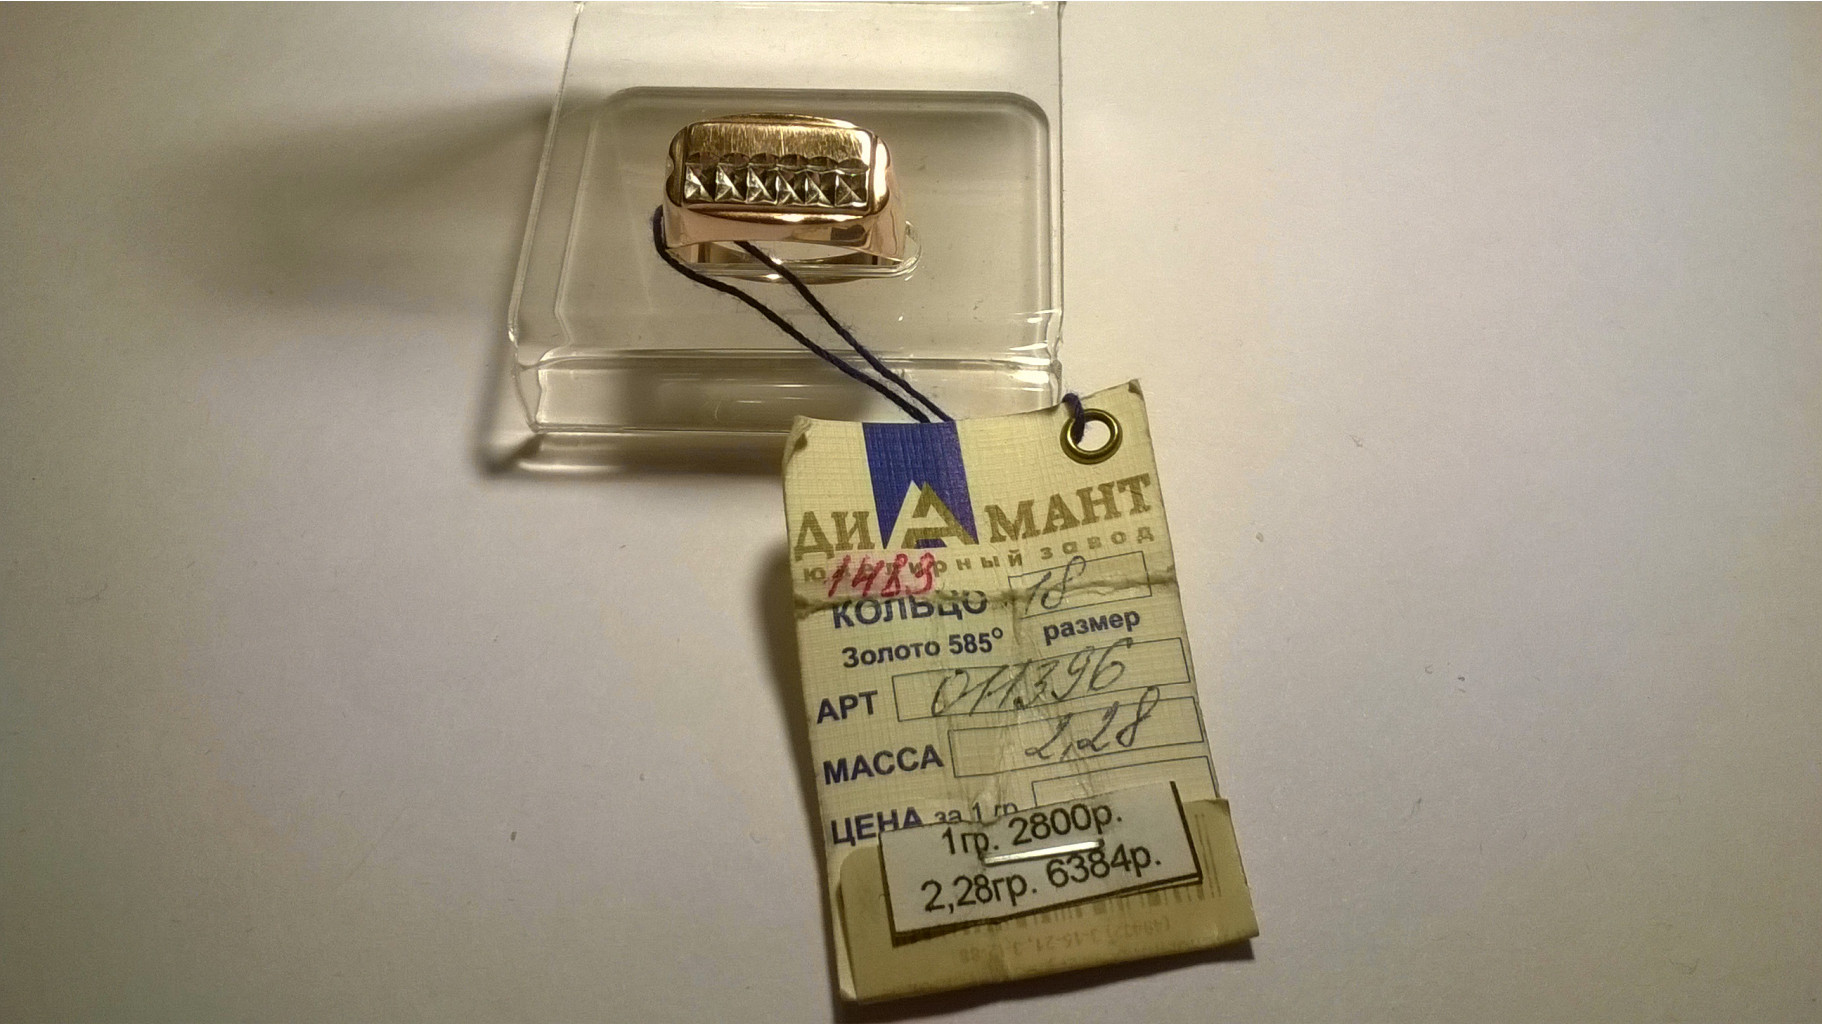 ДИАМАНТ
ювелирный завод
1483
КОЛЬЦО 18
Золото 585° размер
АРТ 011396
МАССА 2,28
ЦЕНА за 1 гр
1гр. 2800р.
2,28гр. 6384р.